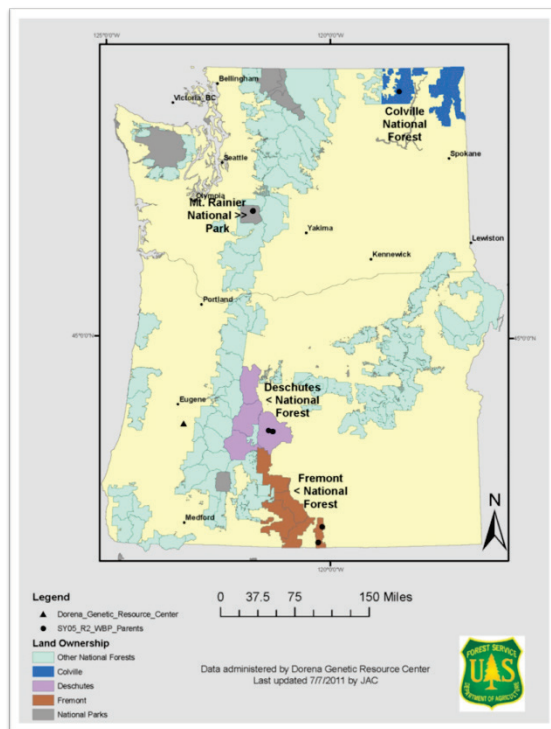 125°0'0"W
120°0'0"W
Bellingham
Victoria_BC
Colville
National
Forest
Seattle
Spokane
Olympia
Mt. Rainier
National >>
Park
Yakima
Lewiston
Kennewick
Portland
45°0'0"N
45°0'0"N
Deschutes
< National
Forest
Eugene
Fremont
< National
Forest
N
Medford
120°0'0"W
Legend
Dorena_Genetic_Resource_Center
SY05_R2_WBP_Parents
Land Ownership
Other National Forests
Colville
Deschutes
Fremont
National Parks
0 37.5 75 150 Miles
Data administered by Dorena Genetic Resource Center
Last updated 7/7/2011 by JAC
FOREST SERVICE
U S
DEPARTMENT OF AGRICULTURE